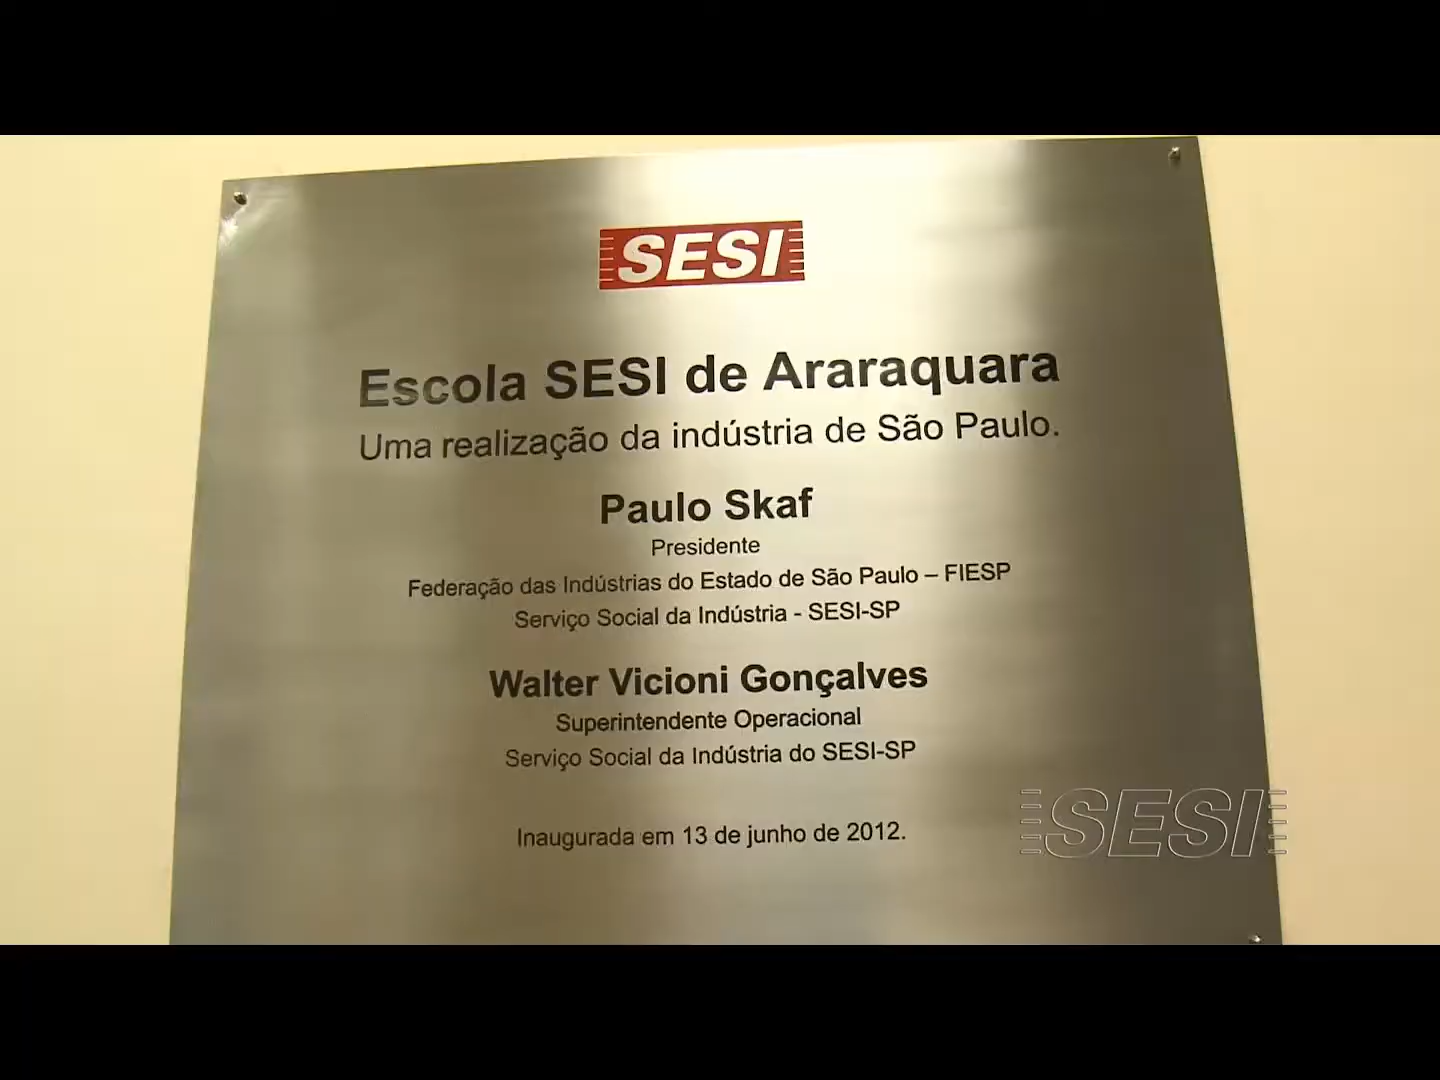 SESI
Escola SESI de Araraquara
Uma realização da indústria de São Paulo.
Paulo Skaf
Presidente
Federação das Indústrias do Estado de São Paulo – FIESP
Serviço Social da Indústria - SESI-SP
Walter Vicioni Gonçalves
Superintendente Operacional
Serviço Social da Indústria do SESI-SP
Inaugurada em 13 de junho de 2012.
SESI